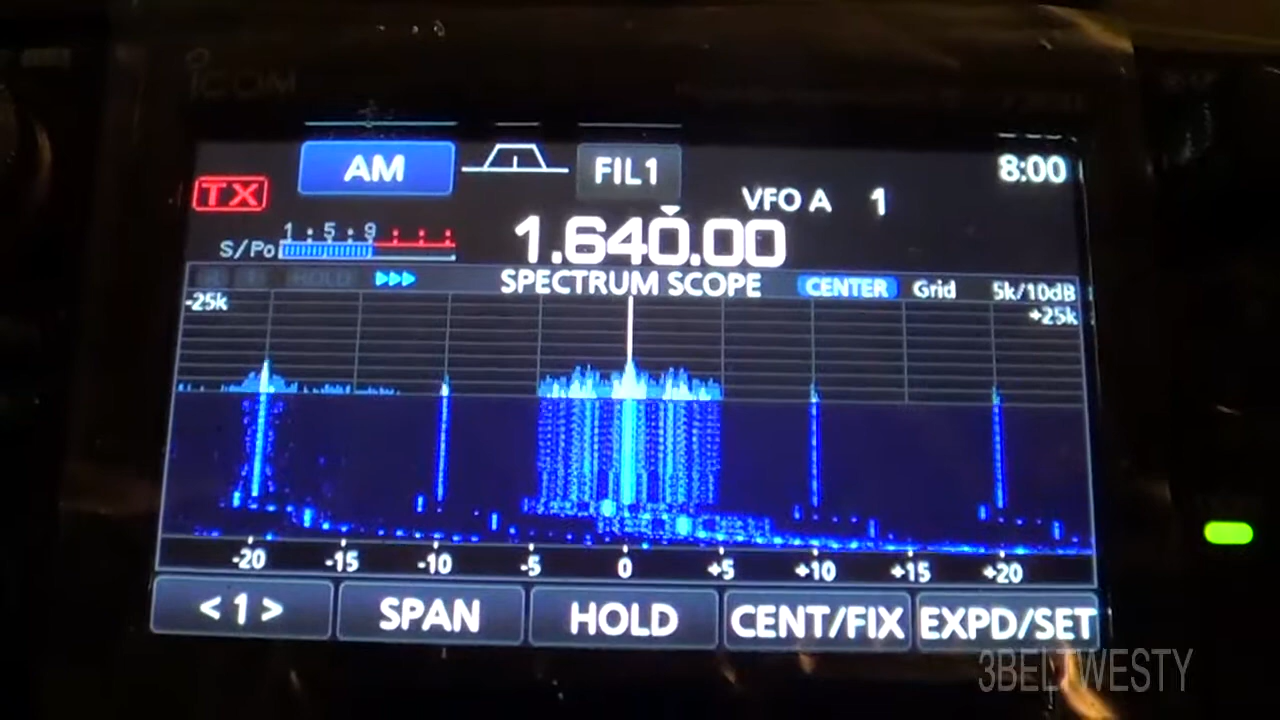 ICOM
AM FIL1 8:00
TX VFO A 1
1 : 5 : 9
S/Po 1.640.00
HOLD SPECTRUM SCOPE CENTER Grid 5k/10dB
-25k +25k
-20 -15 -10 -5 0 +5 +10 +15 +20
<1> SPAN HOLD CENT/FIX EXPD/SET
3BELTWESTY